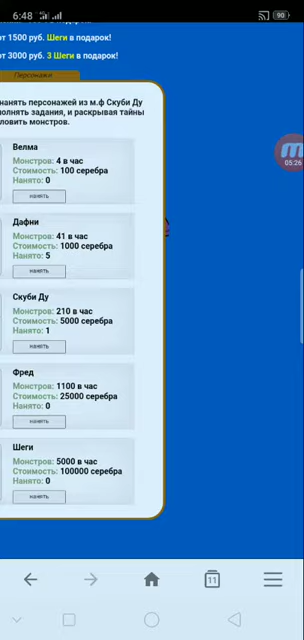 6:48
90
от 1500 руб. Шеги в подарок!
от 3000 руб. 3 Шеги в подарок!
Персонажи
нанять персонажей из м.ф Скуби Ду
полнять задания, и раскрывая тайны
ловить монстров.
05:26
Велма
Монстров: 4 в час
Стоимость: 100 серебра
Нанято: 0
нанять
Дафни
Монстров: 41 в час
Стоимость: 1000 серебра
Нанято: 5
нанять
Скуби Ду
Монстров: 210 в час
Стоимость: 5000 серебра
Нанято: 1
нанять
Фред
Монстров: 1100 в час
Стоимость: 25000 серебра
Нанято: 0
нанять
Шеги
Монстров: 5000 в час
Стоимость: 100000 серебра
Нанято: 0
нанять
11